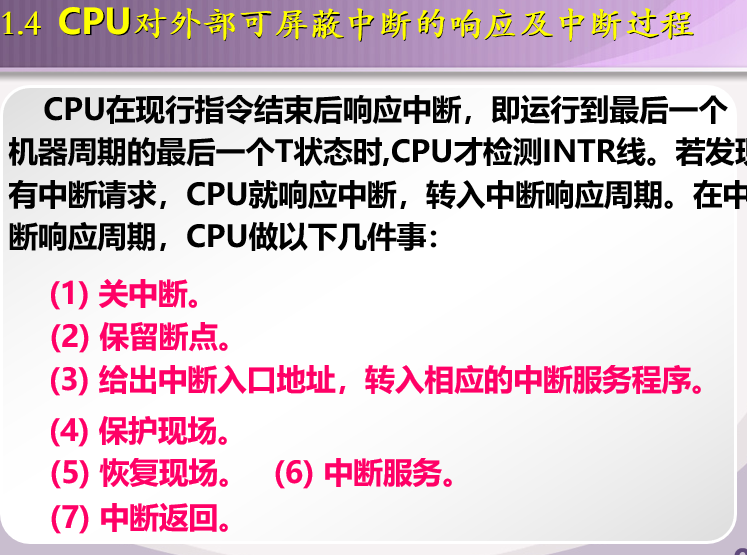 1.4 CPU对外部可屏蔽中断的响应及中断过程
CPU在现行指令结束后响应中断，即运行到最后一个
机器周期的最后一个T状态时,CPU才检测INTR线。若发现
有中断请求，CPU就响应中断，转入中断响应周期。在中
断响应周期，CPU做以下几件事：
(1) 关中断。
(2) 保留断点。
(3) 给出中断入口地址，转入相应的中断服务程序。
(4) 保护现场。
(5) 恢复现场。 (6) 中断服务。
(7) 中断返回。